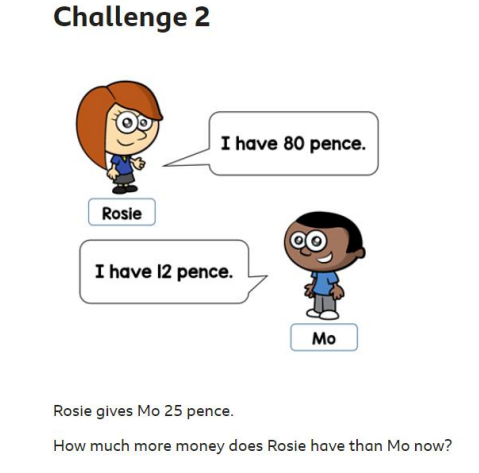 Challenge 2
I have 80 pence.
Rosie
I have 12 pence.
Mo
Rosie gives Mo 25 pence.
How much more money does Rosie have than Mo now?